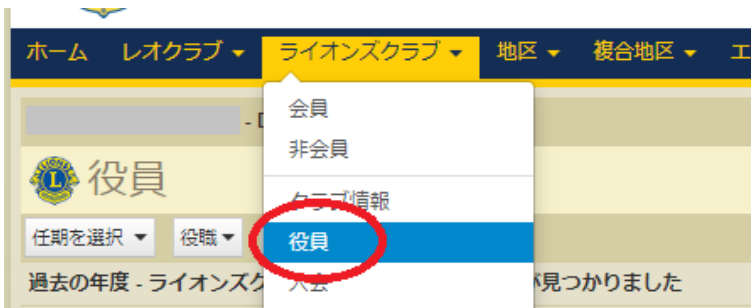 ホーム レオクラブ ライオンズクラブ 地区 複合地区 エ
会員
- D
非会員
役員
クラブ情報
任期を選択 役職
役員
過去の年度 - ライオンズク
入会
が見つかりました